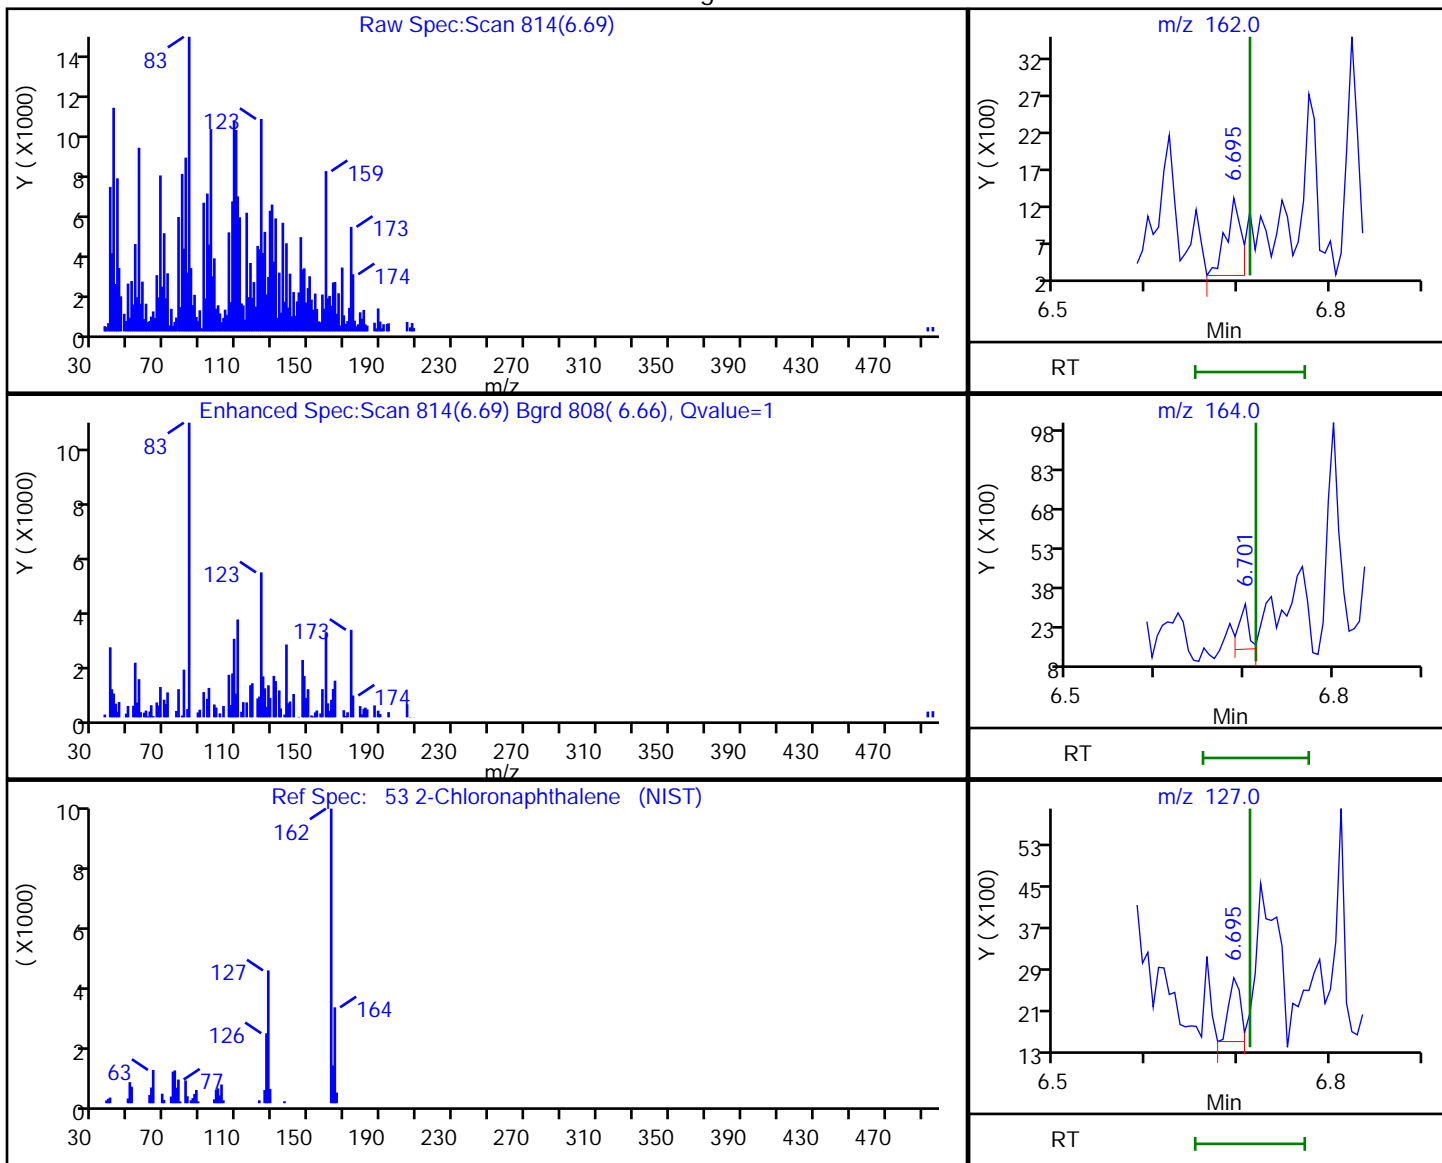 Raw Spec:Scan 814(6.69)
Y ( X1000)
14
12
10
8
6
4
2
0
83
123
159
173
174
30 70 110 150 190 230 270 310 350 390 430 470
m/z
m/z 162.0
Y ( X100)
32
27
22
17
12
7
2
6.695
6.5 6.8
Min
RT
Enhanced Spec:Scan 814(6.69) Bgrd 808( 6.66), Qvalue=1
Y ( X1000)
10
8
6
4
2
0
83
123
173
174
30 70 110 150 190 230 270 310 350 390 430 470
m/z
m/z 164.0
Y ( X100)
98
83
68
53
38
23
8
6.701
6.5 6.8
Min
RT
Ref Spec: 53 2-Chloronaphthalene (NIST)
( X1000)
10
8
6
4
2
0
162
127
164
126
63
77
30 70 110 150 190 230 270 310 350 390 430 470
m/z 127.0
Y ( X100)
53
45
37
29
21
13
6.695
6.5 6.8
Min
RT